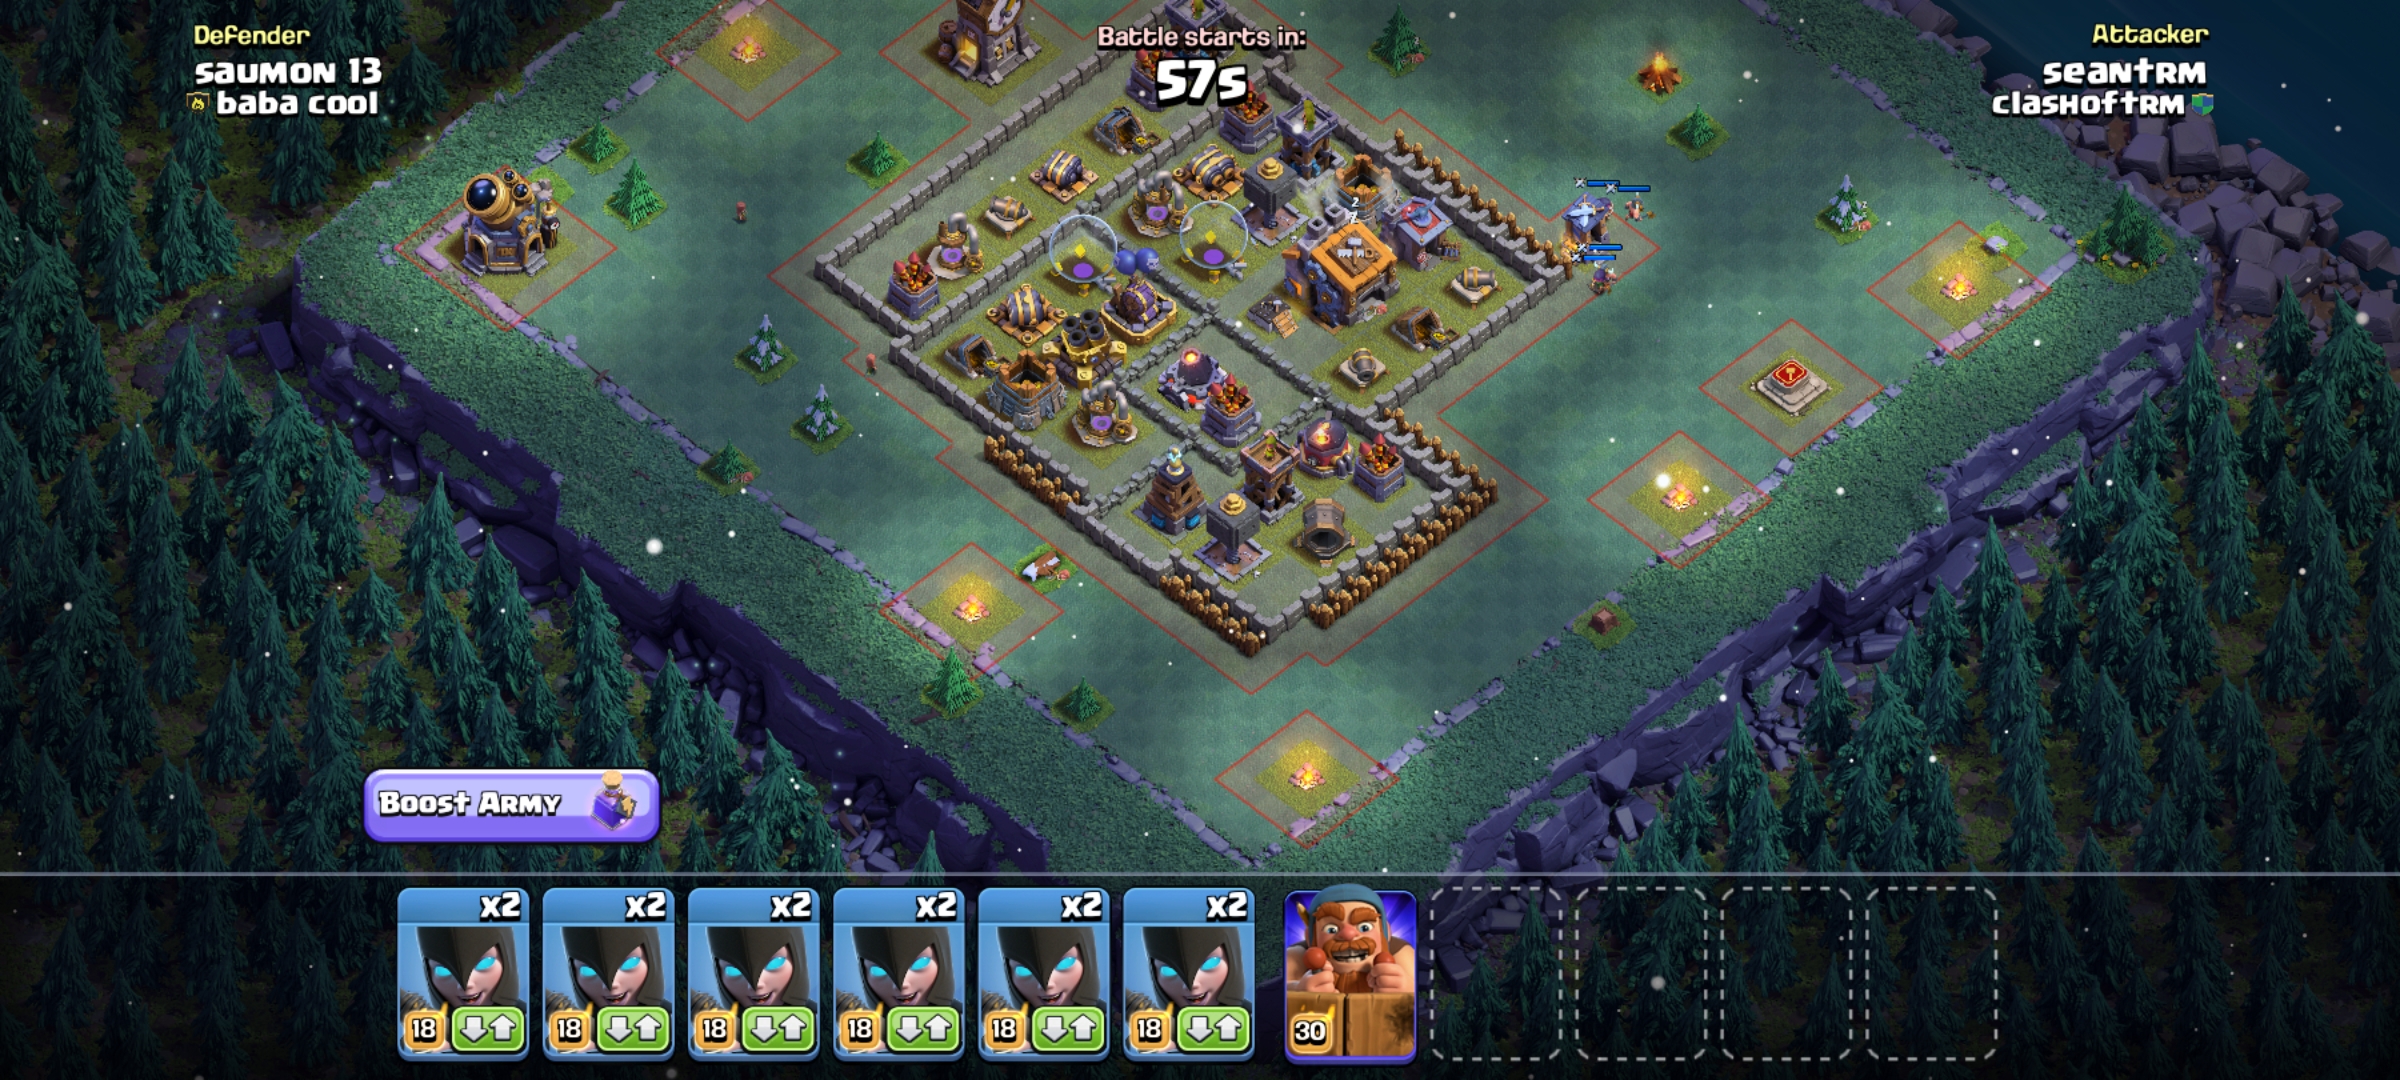 Defender
saumon 13
baba cool
Battle starts in:
57s
Attacker
seantrm
clashoftrm
Boost Army
x2
x2
x2
x2
x2
x2
18
18
18
18
18
18
30